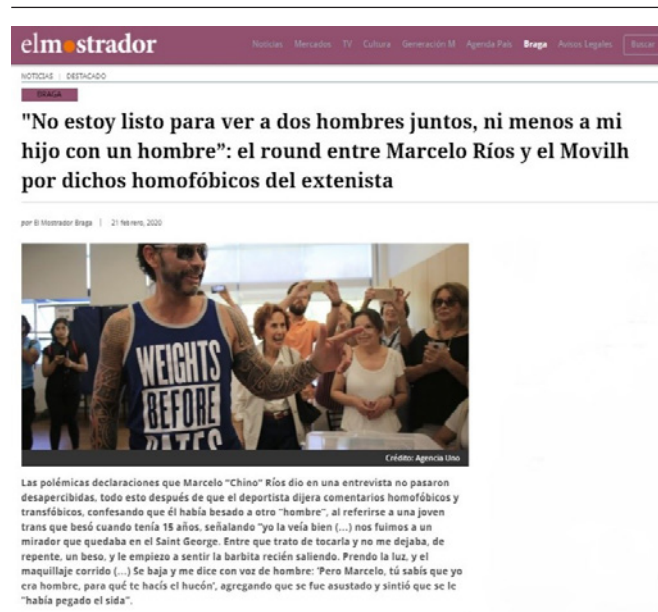 elmostrador
Noticias Mercados TV Cultura Generación M Agenda País Braga Avisos Legales Buscar
NOTICIAS | DESTACADO
BRAGA
"No estoy listo para ver a dos hombres juntos, ni menos a mi
hijo con un hombre”: el round entre Marcelo Ríos y el Movilh
por dichos homofóbicos del extenista
por El Mostrador Braga | 21 febrero, 2020
WEIGHTS
BEFORE
DATES
Crédito: Agencia Uno
Las polémicas declaraciones que Marcelo “Chino” Ríos dio en una entrevista no pasaron
desapercibidas, todo esto después de que el deportista dijera comentarios homofóbicos y
transfóbicos, confesando que él había besado a otro “hombre”, al referirse a una joven
trans que besó cuando tenía 15 años, señalando “yo la veía bien (...) nos fuimos a un
mirador que quedaba en el Saint George. Entre que trato de tocarla y no me dejaba, de
repente, un beso, y le empiezo a sentir la barbita recién saliendo. Prendo la luz, y el
maquillaje corrido (...) Se baja y me dice con voz de hombre: ‘Pero Marcelo, tú sabís que yo
era hombre, para qué te hacís el hueón’, agregando que se fue asustado y sintió que se le
“había pegado el sida”.